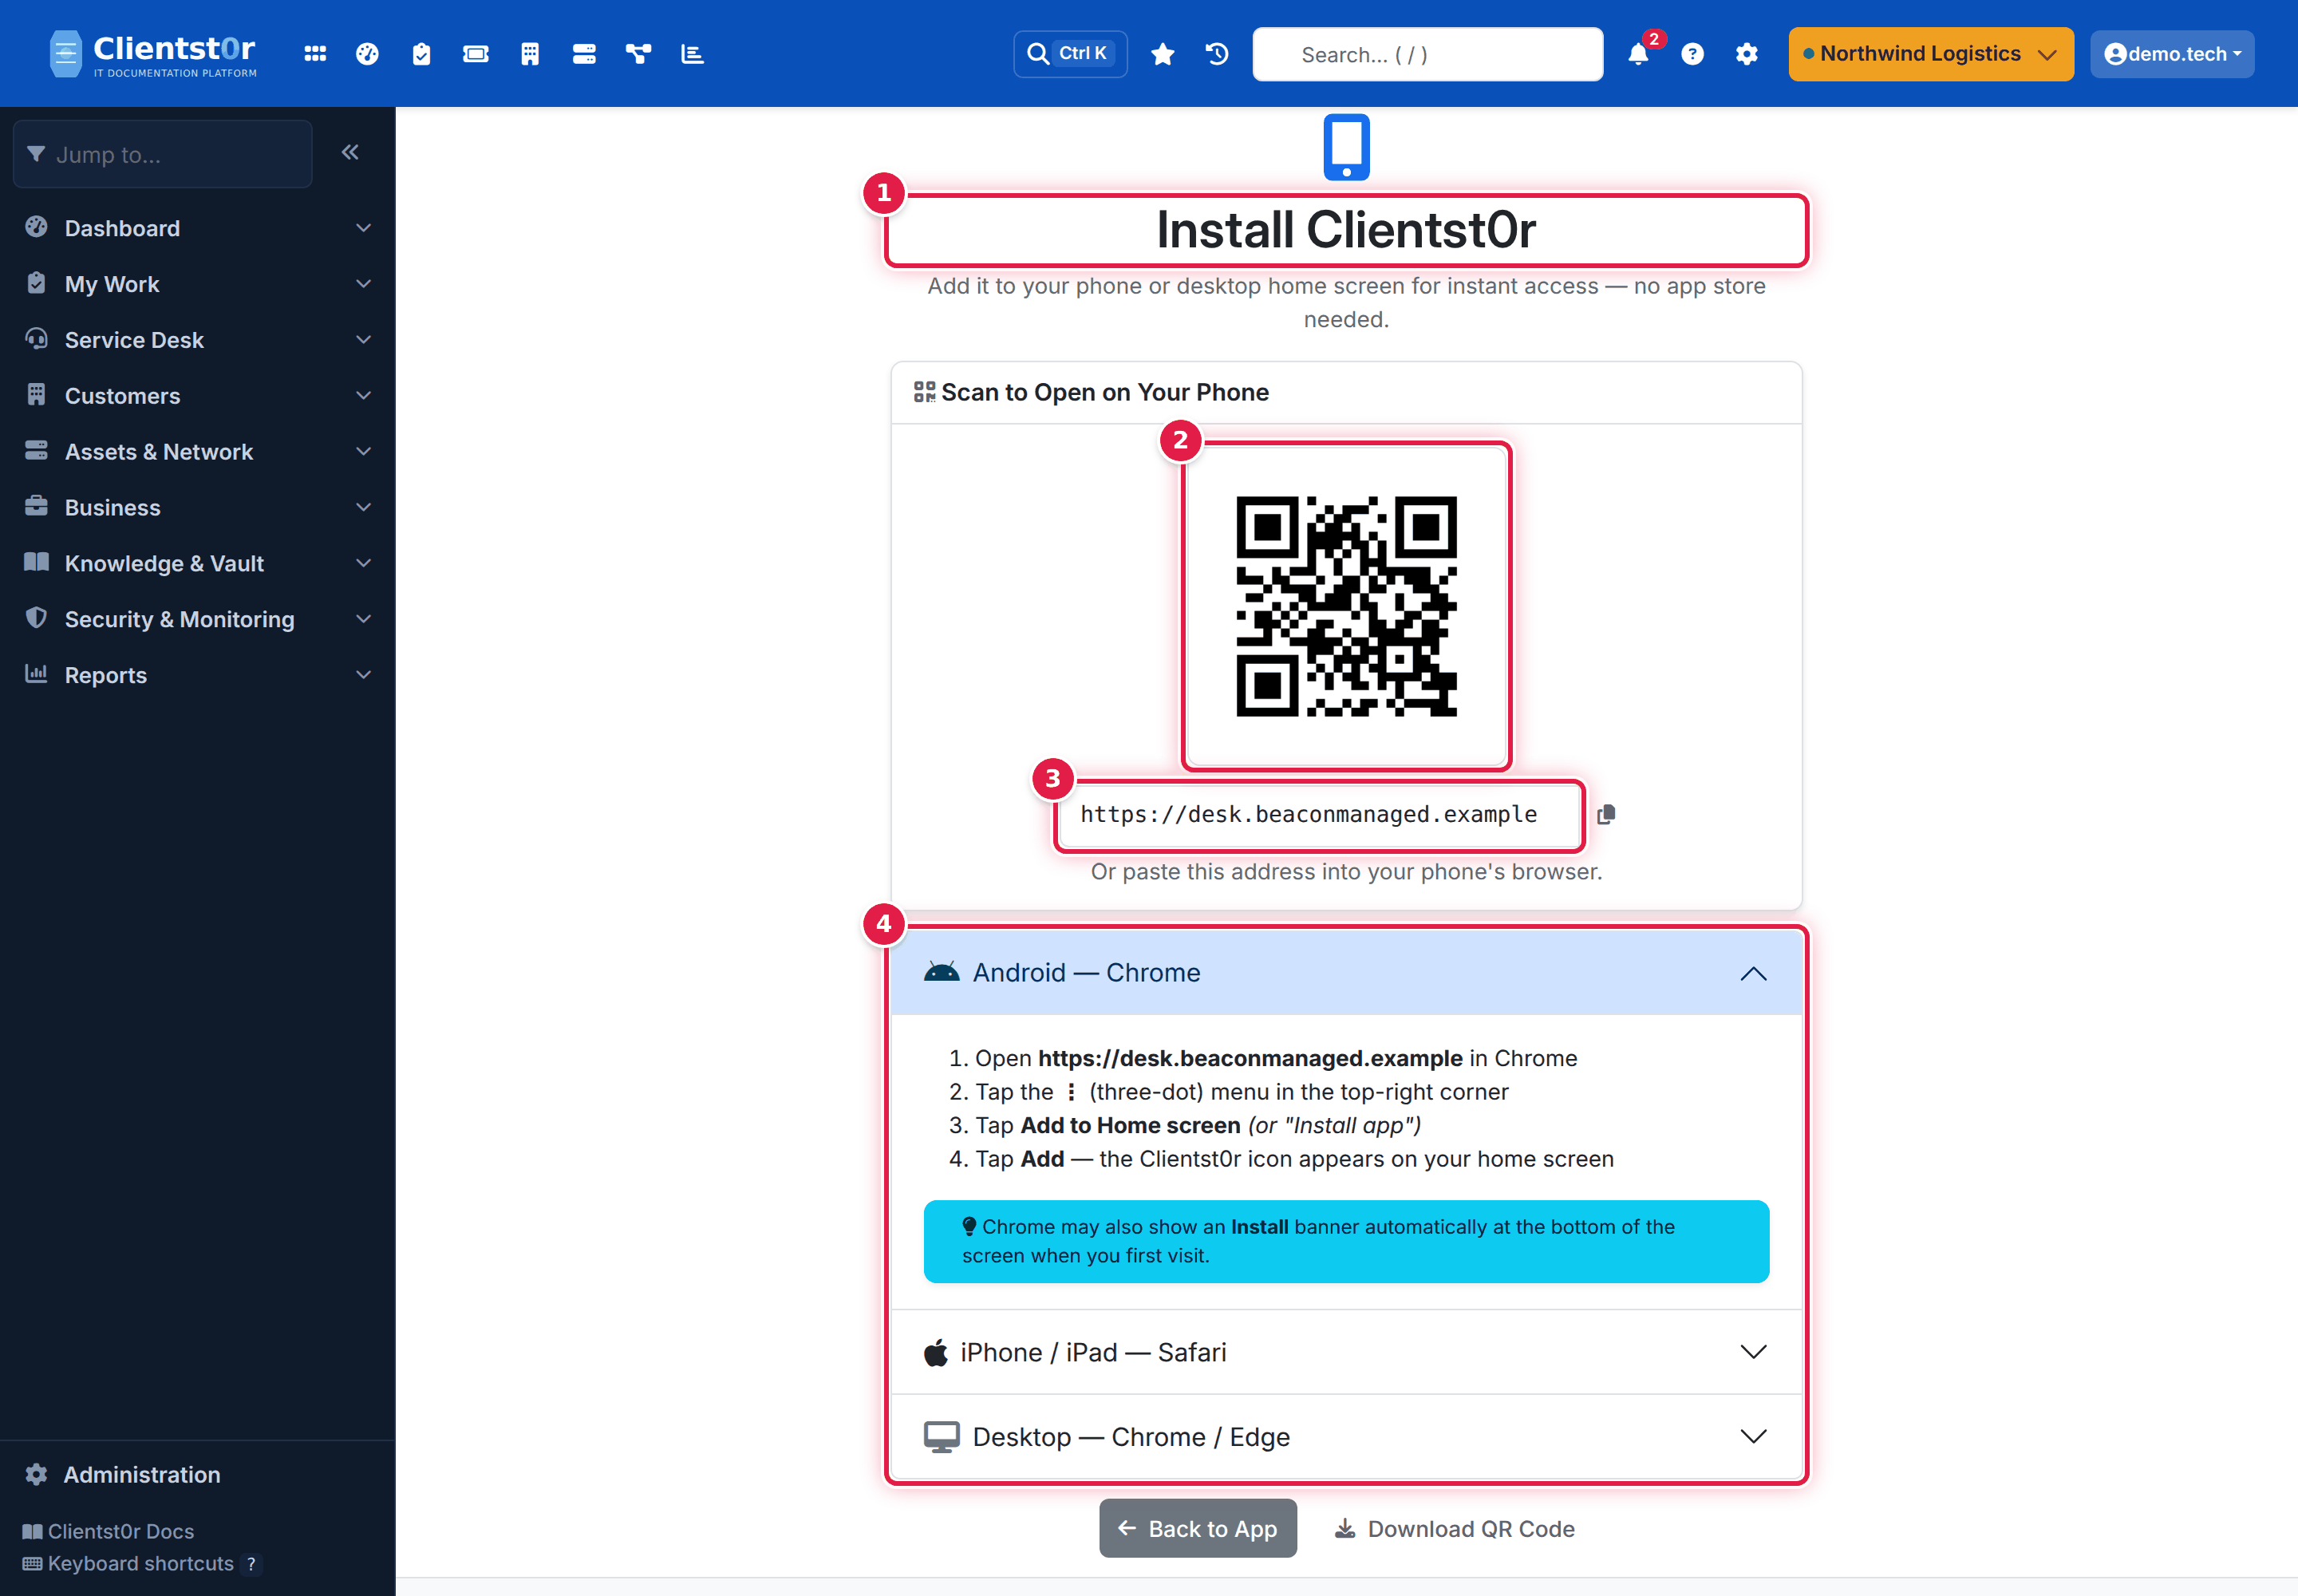 Clientst0r
IT DOCUMENTATION PLATFORM
Ctrl K
Search... ( / )
2
Northwind Logistics
demo.tech
Jump to...
Dashboard
My Work
Service Desk
Customers
Assets & Network
Business
Knowledge & Vault
Security & Monitoring
Reports
Administration
Clientst0r Docs
Keyboard shortcuts ?
1
Install Clientst0r
Add it to your phone or desktop home screen for instant access — no app store
needed.
Scan to Open on Your Phone
2
3
https://desk.beaconmanaged.example
Or paste this address into your phone's browser.
4
Android — Chrome
1. Open https://desk.beaconmanaged.example in Chrome
2. Tap the ⋮ (three-dot) menu in the top-right corner
3. Tap Add to Home screen (or "Install app")
4. Tap Add — the Clientst0r icon appears on your home screen
Chrome may also show an Install banner automatically at the bottom of the
screen when you first visit.
iPhone / iPad — Safari
Desktop — Chrome / Edge
Back to App
Download QR Code